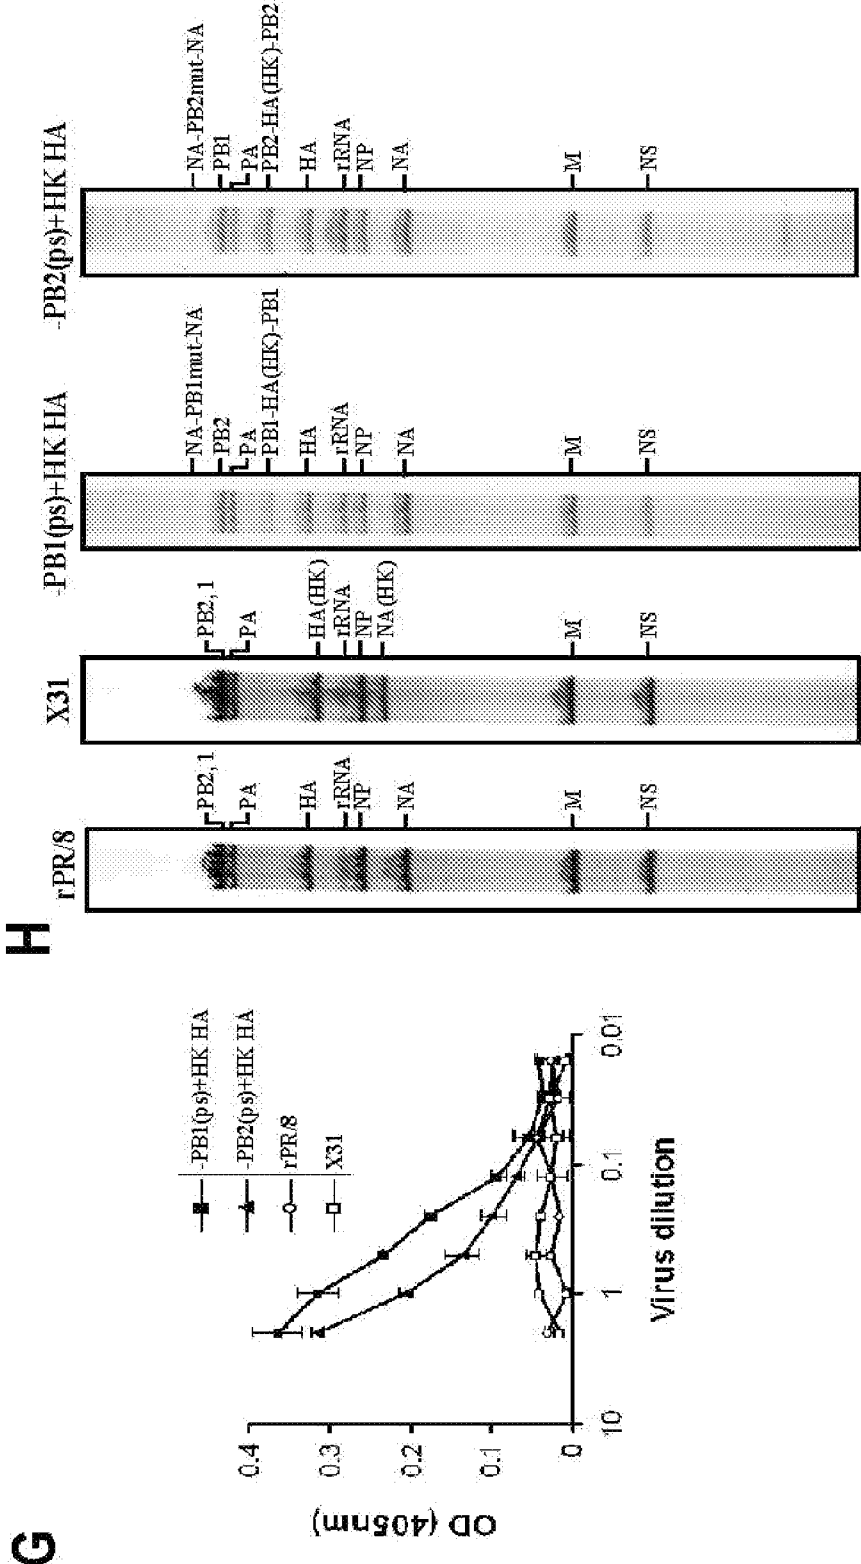 G
OD (405nm)
0.4
0.3
0.2
0.1
0
10
1
0.1
0.01
Virus dilution
-PB1(ps)+HK HA
-PB2(ps)+HK HA
rPR/8
X31
H
rPR/8
PB2, 1
PA
HA
rRNA
NP
NA
M
NS
X31
PB2, 1
PA
HA(HK)
rRNA
NP
NA(HK)
M
NS
-PB1(ps)+HK HA
NA-PB1mut-NA
PB2
PA
PB1-HA(HK)-PB1
HA
rRNA
NP
NA
M
NS
-PB2(ps)+HK HA
NA-PB2mut-NA
PB1
PA
PB2-HA(HK)-PB2
HA
rRNA
NP
NA
M
NS